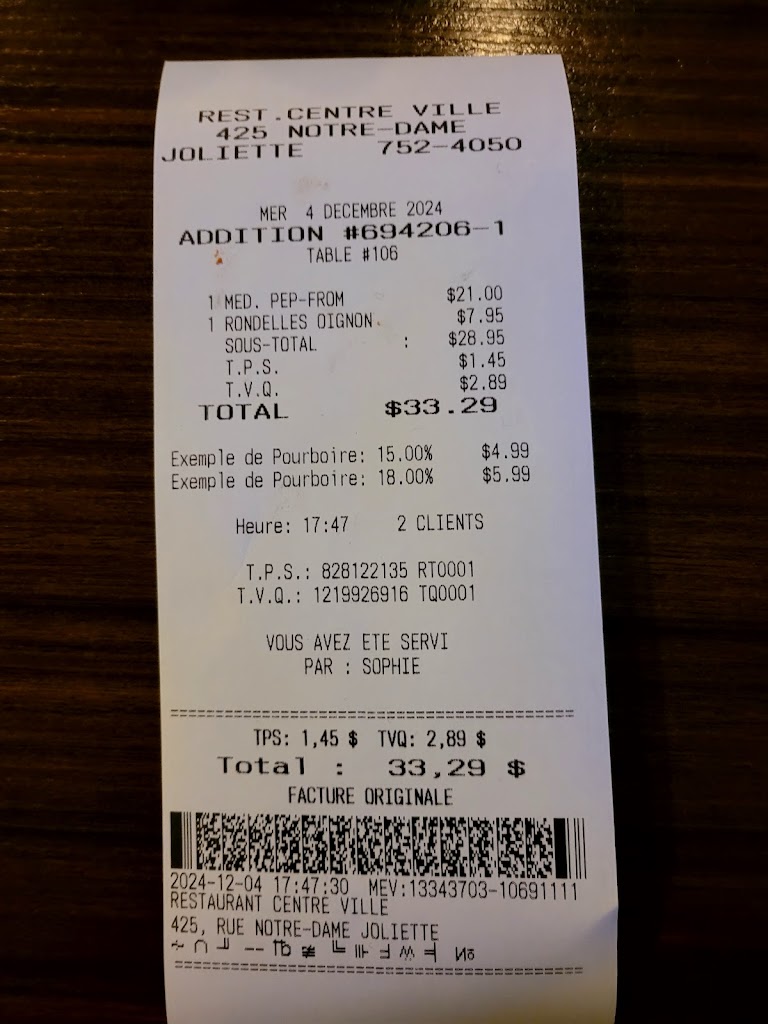 REST.CENTRE VILLE
425 NOTRE-DAME
JOLIETTE 752-4050
MER 4 DECEMBRE 2024
ADDITION #694206-1
TABLE #106
1 MED. PEP-FROM $21.00
1 RONDELLES OIGNON $7.95
SOUS-TOTAL : $28.95
T.P.S. $1.45
T.V.Q. $2.89
TOTAL $33.29
Exemple de Pourboire: 15.00% $4.99
Exemple de Pourboire: 18.00% $5.99
Heure: 17:47 2 CLIENTS
T.P.S.: 828122135 RT0001
T.V.Q.: 1219926916 TQ0001
VOUS AVEZ ETE SERVI
PAR : SOPHIE
TPS: 1,45 $ TVQ: 2,89 $
Total : 33,29 $
FACTURE ORIGINALE
2024-12-04 17:47:30 MEV:13343703-10691111
RESTAURANT CENTRE VILLE
425, RUE NOTRE-DAME JOLIETTE